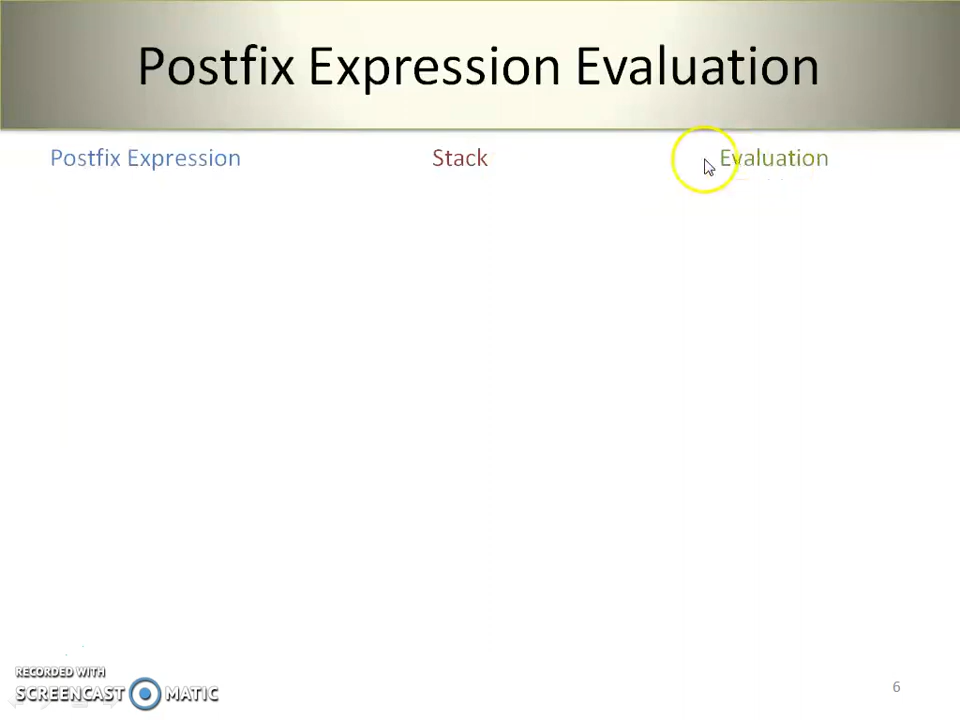 Postfix Expression Evaluation
Postfix Expression Stack Evaluation
RECORDED WITH
SCREENCAST MATIC
6